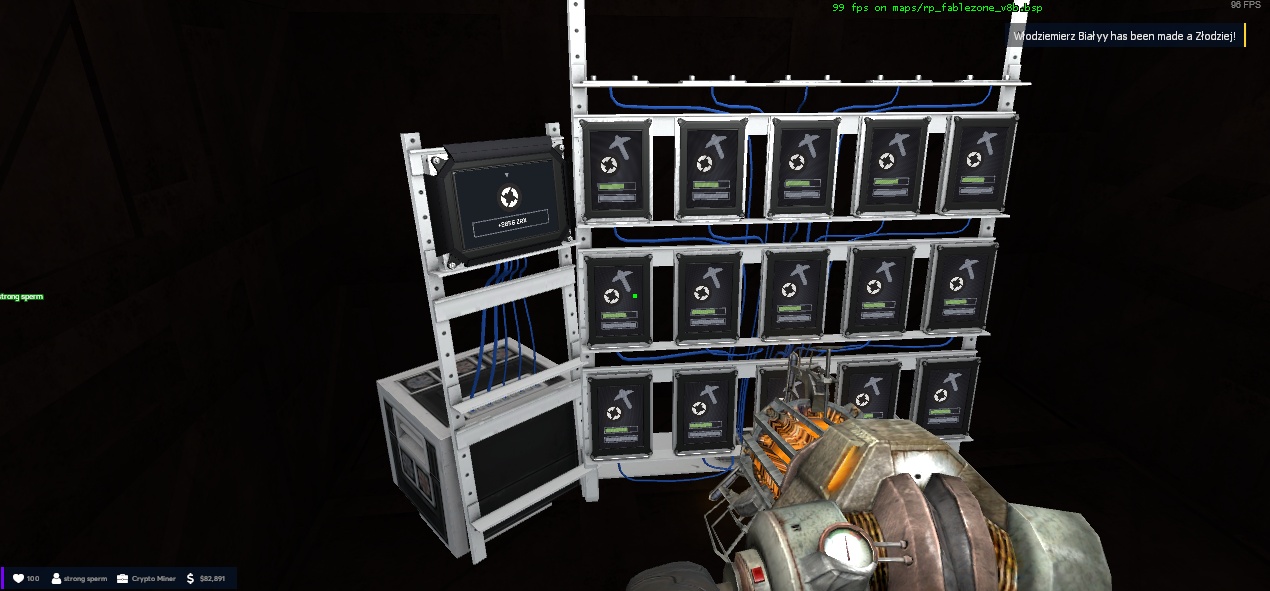 99 fps on maps/rp_fablezone_v8b.bsp
96 FPS
Włodziemierz Białyy has been made a Złodziej!
strong sperm
100
strong sperm
Crypto Miner
$82,891